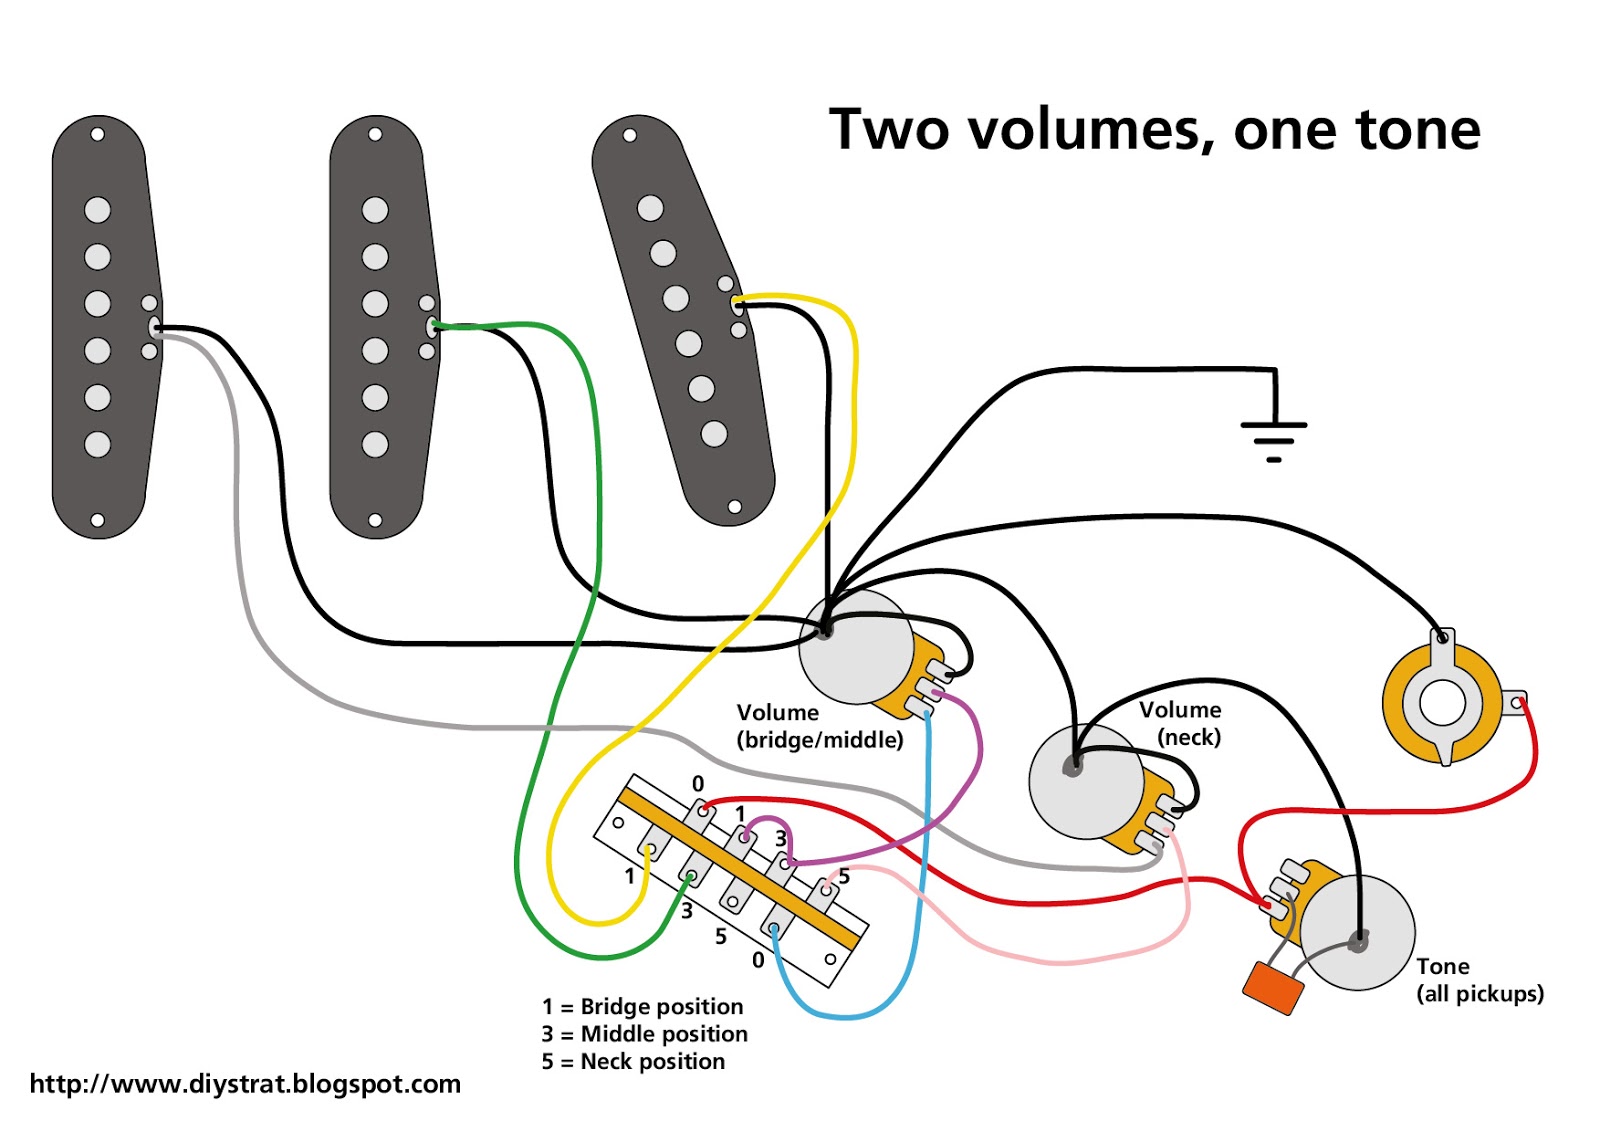 Two volumes, one tone
Volume
(bridge/middle)
Volume
(neck)
0
1
3
5
1
3
5
0
Tone
(all pickups)
1 = Bridge position
3 = Middle position
5 = Neck position
http://www.diystrat.blogspot.com